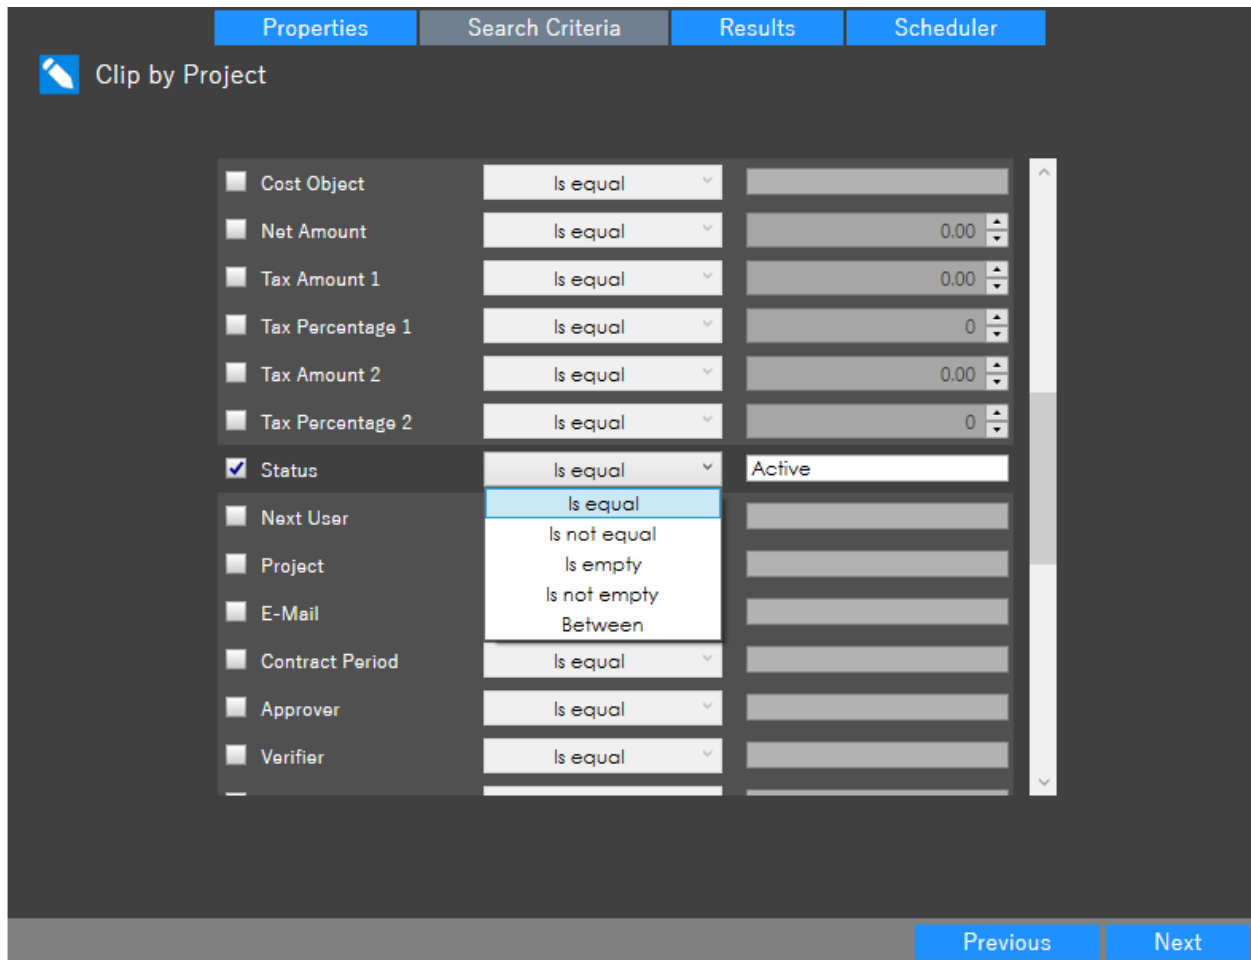 Properties Search Criteria Results Scheduler
Clip by Project
Cost Object Is equal
Net Amount Is equal 0.00
Tax Amount 1 Is equal 0.00
Tax Percentage 1 Is equal 0
Tax Amount 2 Is equal 0.00
Tax Percentage 2 Is equal 0
Status Is equal Active
Is equal
Next User
Is not equal
Project Is empty
Is not empty
E-Mail
Between
Contract Period Is equal
Approver Is equal
Verifier Is equal
Previous Next